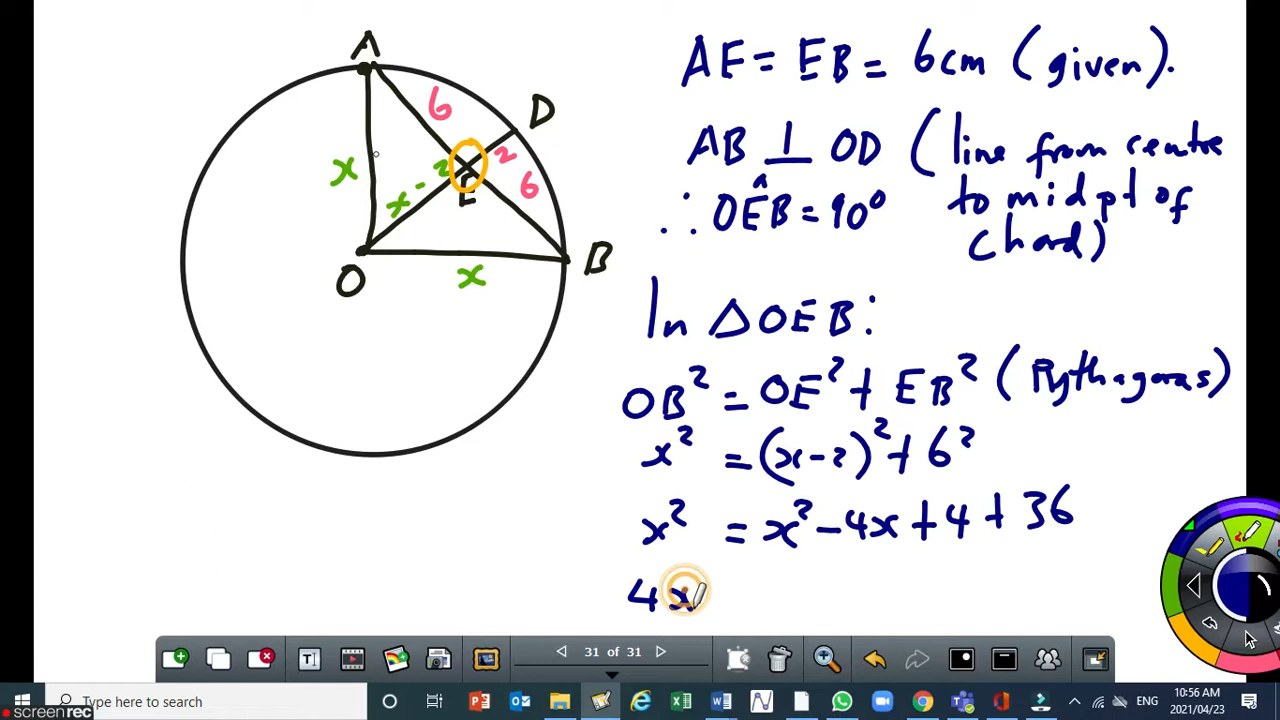 A
6
D
2
x
x - 2
E
6
B
O
x
AE = EB = 6cm (given).
AB ⊥ OD (line from centre
∴ OÊB = 90° to midpt of
chord)
In △OEB:
OB² = OE² + EB² (Pythagoras)
x² = (x-2)² + 6²
x² = x² - 4x + 4 + 36
4x
31 of 31
Type here to search
ENG
10:56 AM
2021/04/23
screenrec